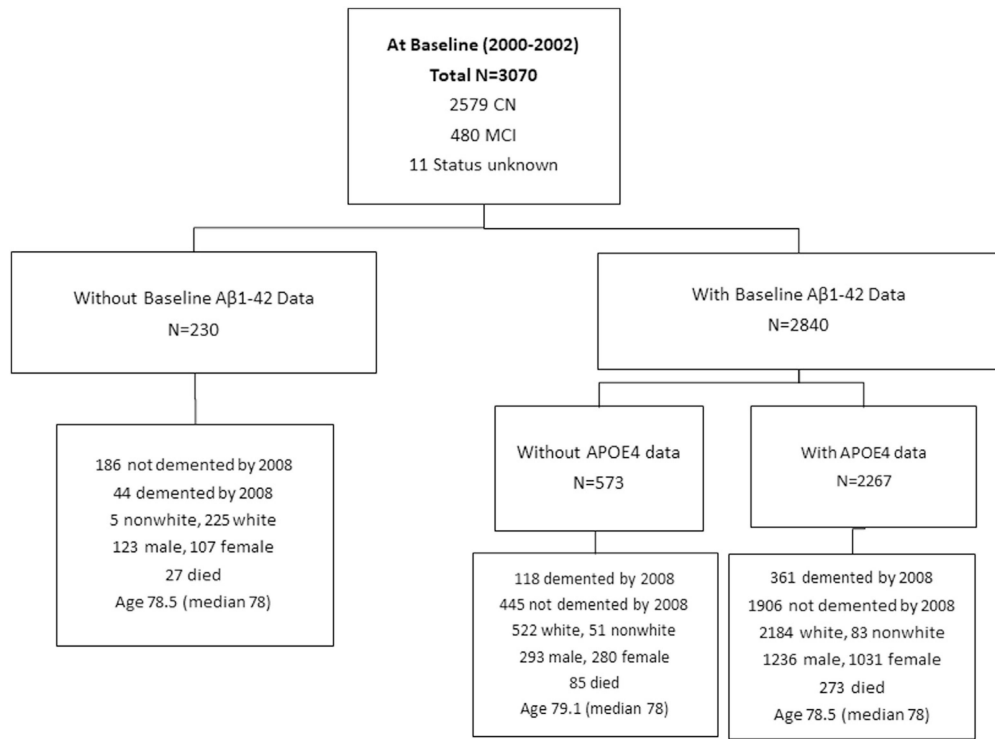 At Baseline (2000-2002)
Total N=3070
2579 CN
480 MCI
11 Status unknown
Without Baseline Aβ1-42 Data
N=230
With Baseline Aβ1-42 Data
N=2840
186 not demented by 2008
44 demented by 2008
5 nonwhite, 225 white
123 male, 107 female
27 died
Age 78.5 (median 78)
Without APOE4 data
N=573
With APOE4 data
N=2267
118 demented by 2008
445 not demented by 2008
522 white, 51 nonwhite
293 male, 280 female
85 died
Age 79.1 (median 78)
361 demented by 2008
1906 not demented by 2008
2184 white, 83 nonwhite
1236 male, 1031 female
273 died
Age 78.5 (median 78)